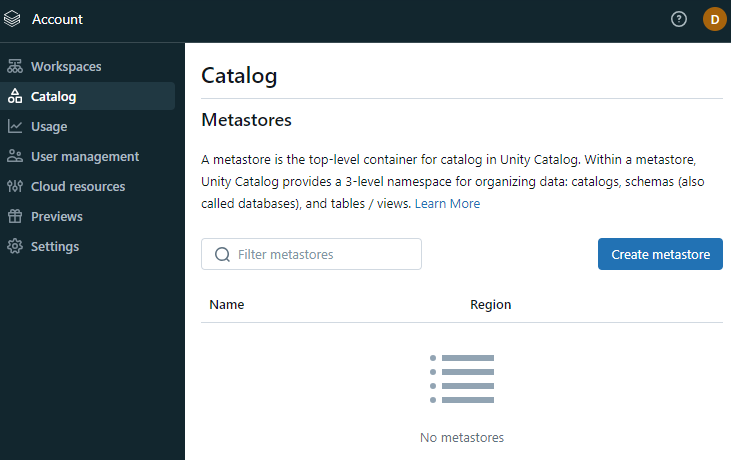 Account
D
Workspaces
Catalog
Usage
User management
Cloud resources
Previews
Settings
Catalog
Metastores
A metastore is the top-level container for catalog in Unity Catalog. Within a metastore,
Unity Catalog provides a 3-level namespace for organizing data: catalogs, schemas (also
called databases), and tables / views. Learn More
Filter metastores
Create metastore
Name Region
No metastores